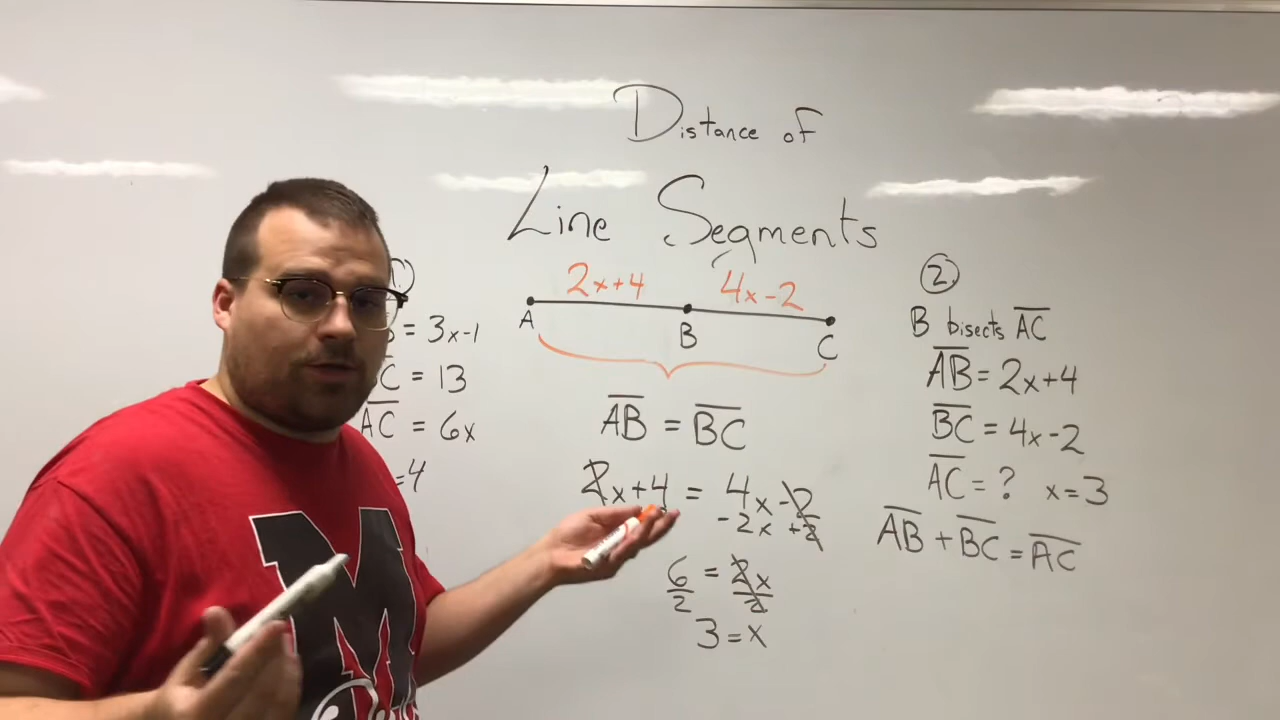 Distance of
Line Segments
1)
= 3x-1
C = 13
AC = 6x
=4
2x+4 4x-2
A B C
AB = BC
2x+4 = 4x-2
-2x +2
6/2 = 2x/2
3 = x
2
B bisects AC
AB = 2x+4
BC = 4x-2
AC = ? x=3
AB + BC = AC
M